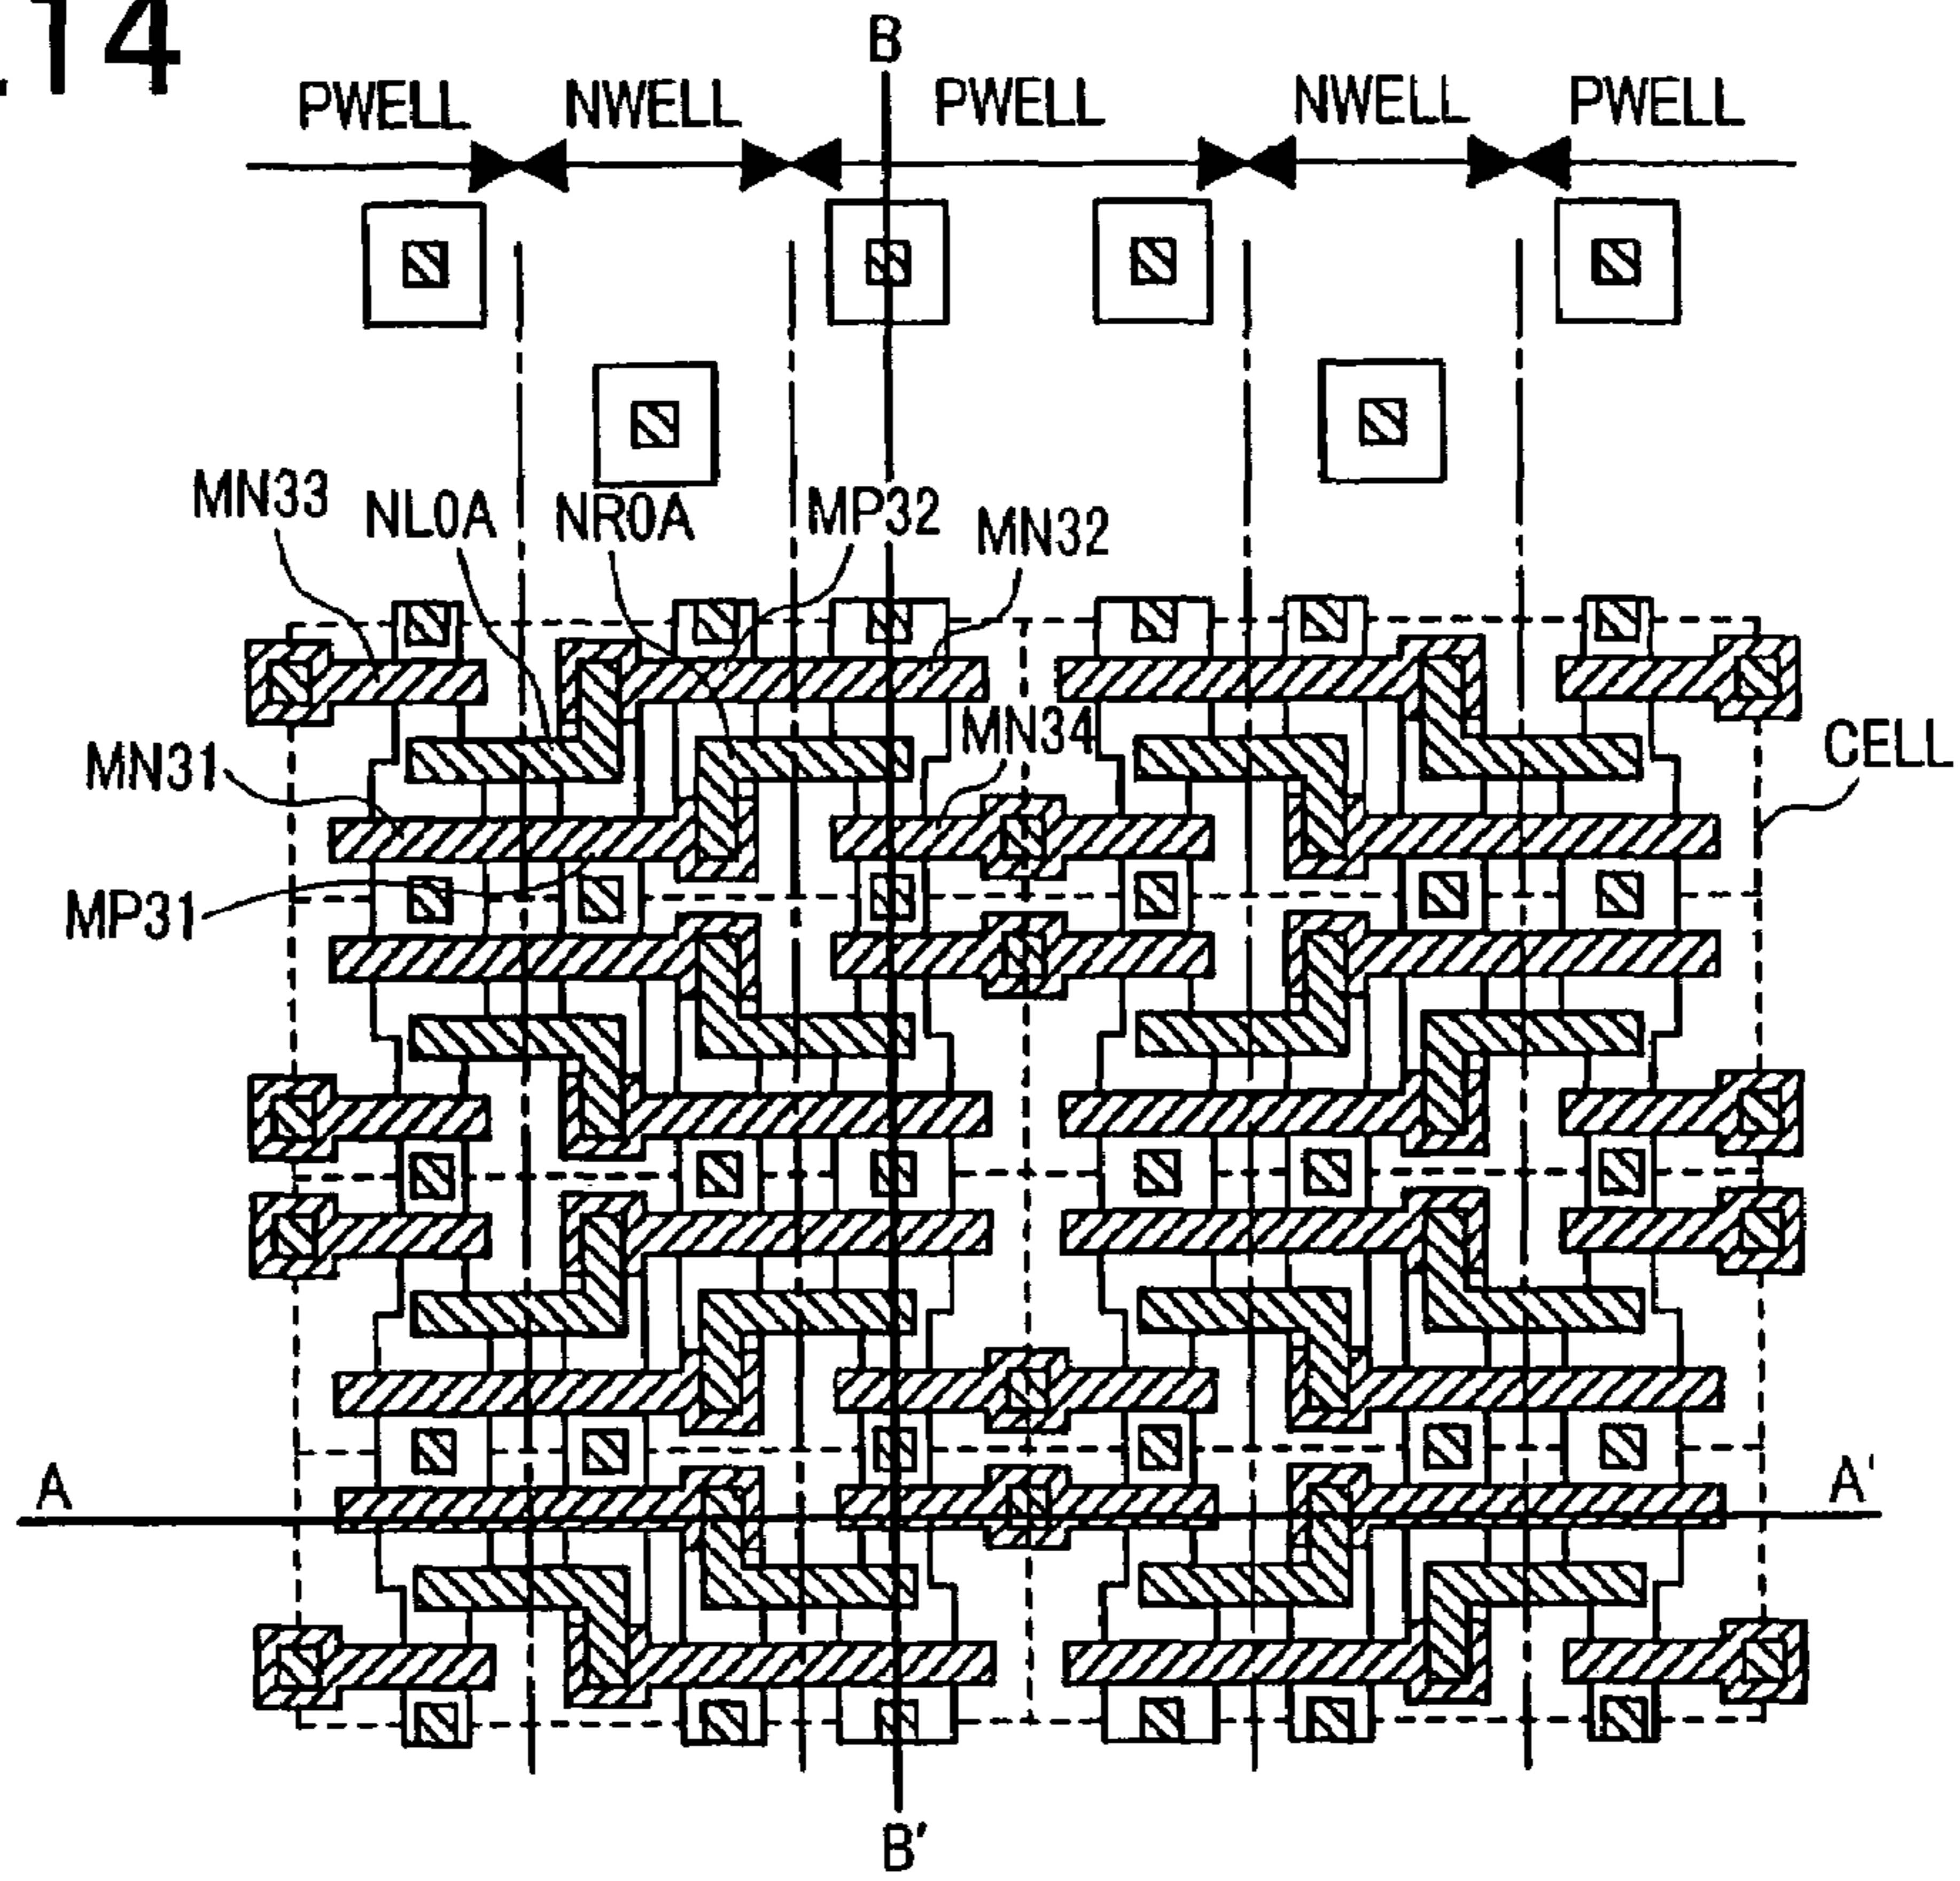 .14
B
PWELL NWELL PWELL NWELL PWELL
MN33 NL0A NR0A MP32 MN32
MN31 MN34 CELL
MP31
A A'
B'